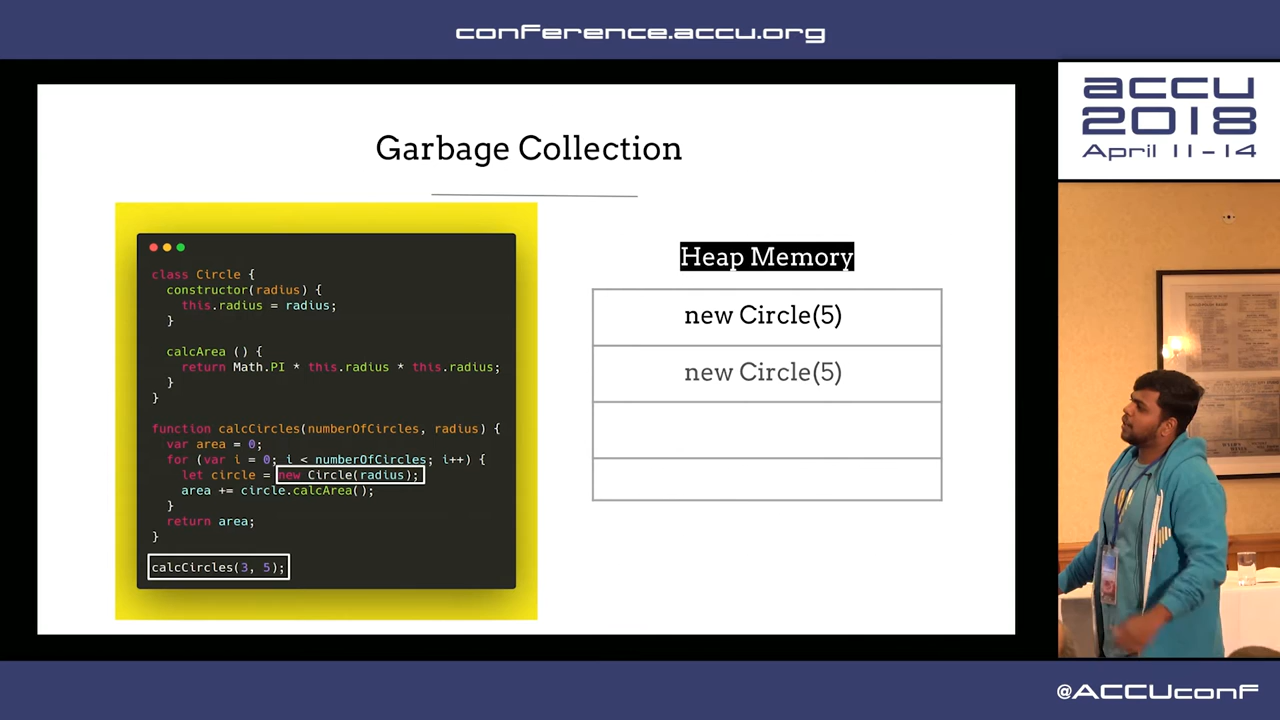 conference.accu.org
accu
2018
April 11-14
Garbage Collection
class Circle {
constructor(radius) {
this.radius = radius;
}
calcArea () {
return Math.PI * this.radius * this.radius;
}
}
function calcCircles(numberOfCircles, radius) {
var area = 0;
for (var i = 0; i < numberOfCircles; i++) {
let circle = new Circle(radius);
area += circle.calcArea();
}
return area;
}
calcCircles(3, 5);
Heap Memory
new Circle(5)
new Circle(5)
@ACCUconf